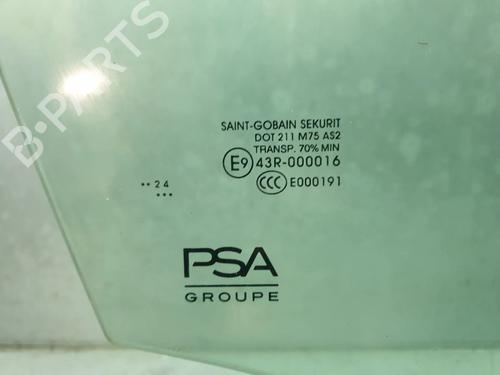 B-PARTS
SAINT-GOBAIN SEKURIT
DOT 211 M75 AS2
TRANSP. 70% MIN
E9 43R-000016
CCC E000191
•• 24
•••
PSA
GROUPE